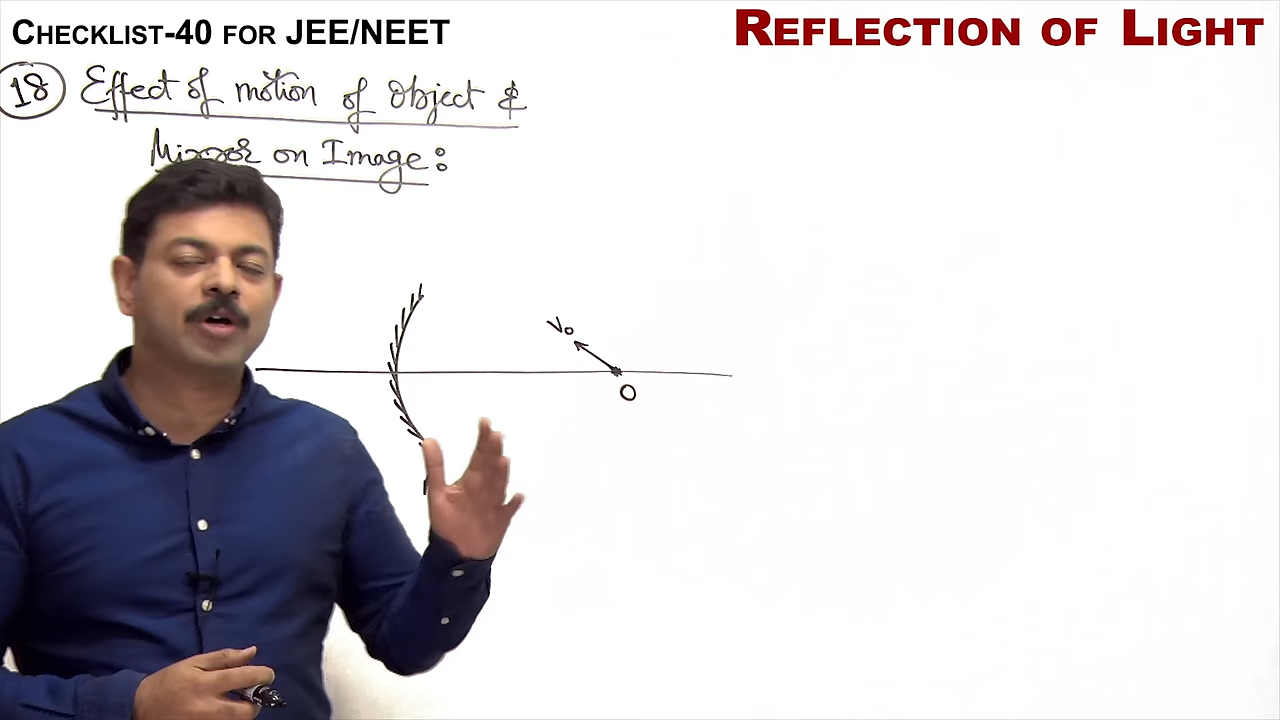 CHECKLIST-40 FOR JEE/NEET
REFLECTION OF LIGHT
18 Effect of motion of Object &
Mirror on Image:
V₀
O